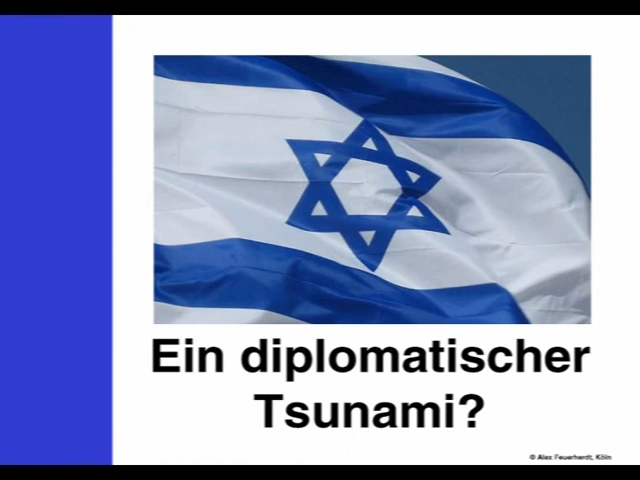 Ein diplomatischer
Tsunami?
© Alex Feuerherdt, Köln